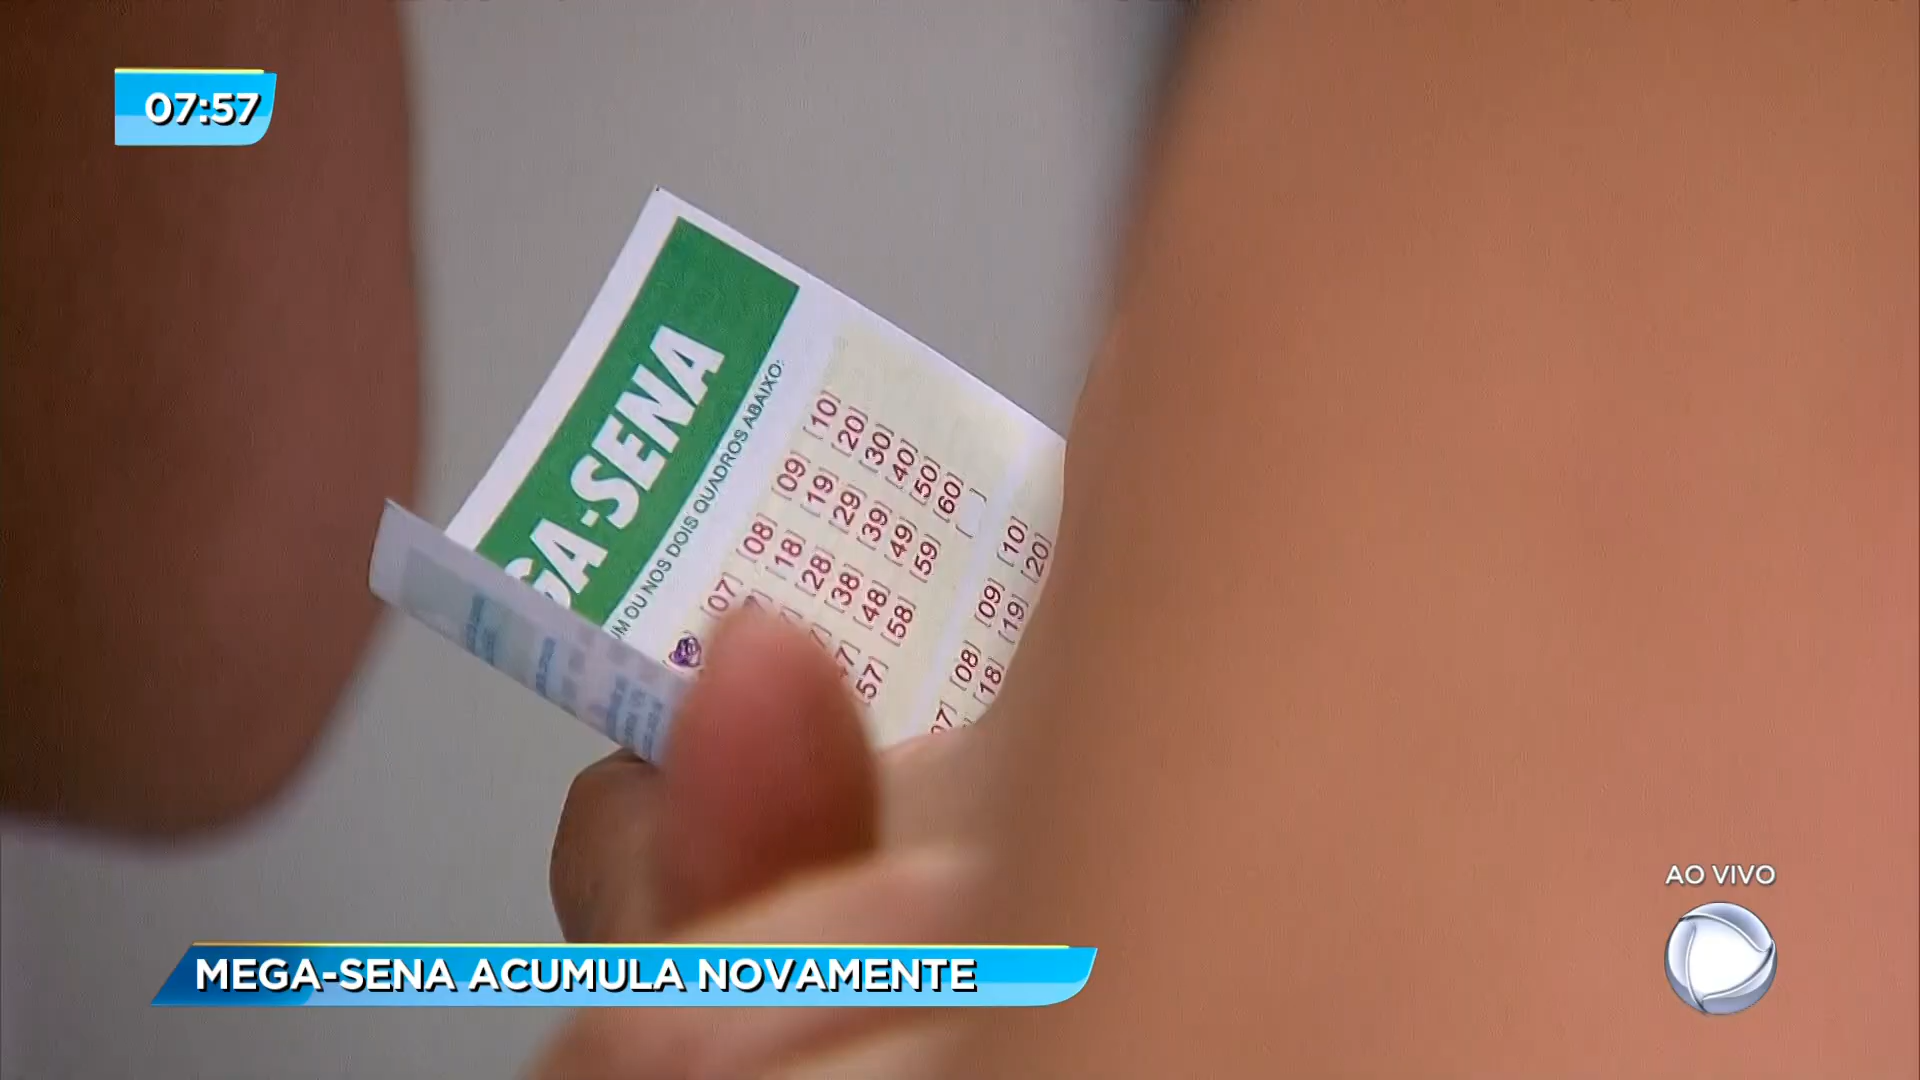 07:57
GA-SENA
UM OU NOS DOIS QUADROS ABAIXO:
[07] [08] [09] [10]
[18] [19] [20]
[28] [29] [30]
[38] [39] [40]
[48] [49] [50]
[57] [58] [59] [60]
[08] [09] [10]
[18] [19] [20]
AO VIVO
MEGA-SENA ACUMULA NOVAMENTE